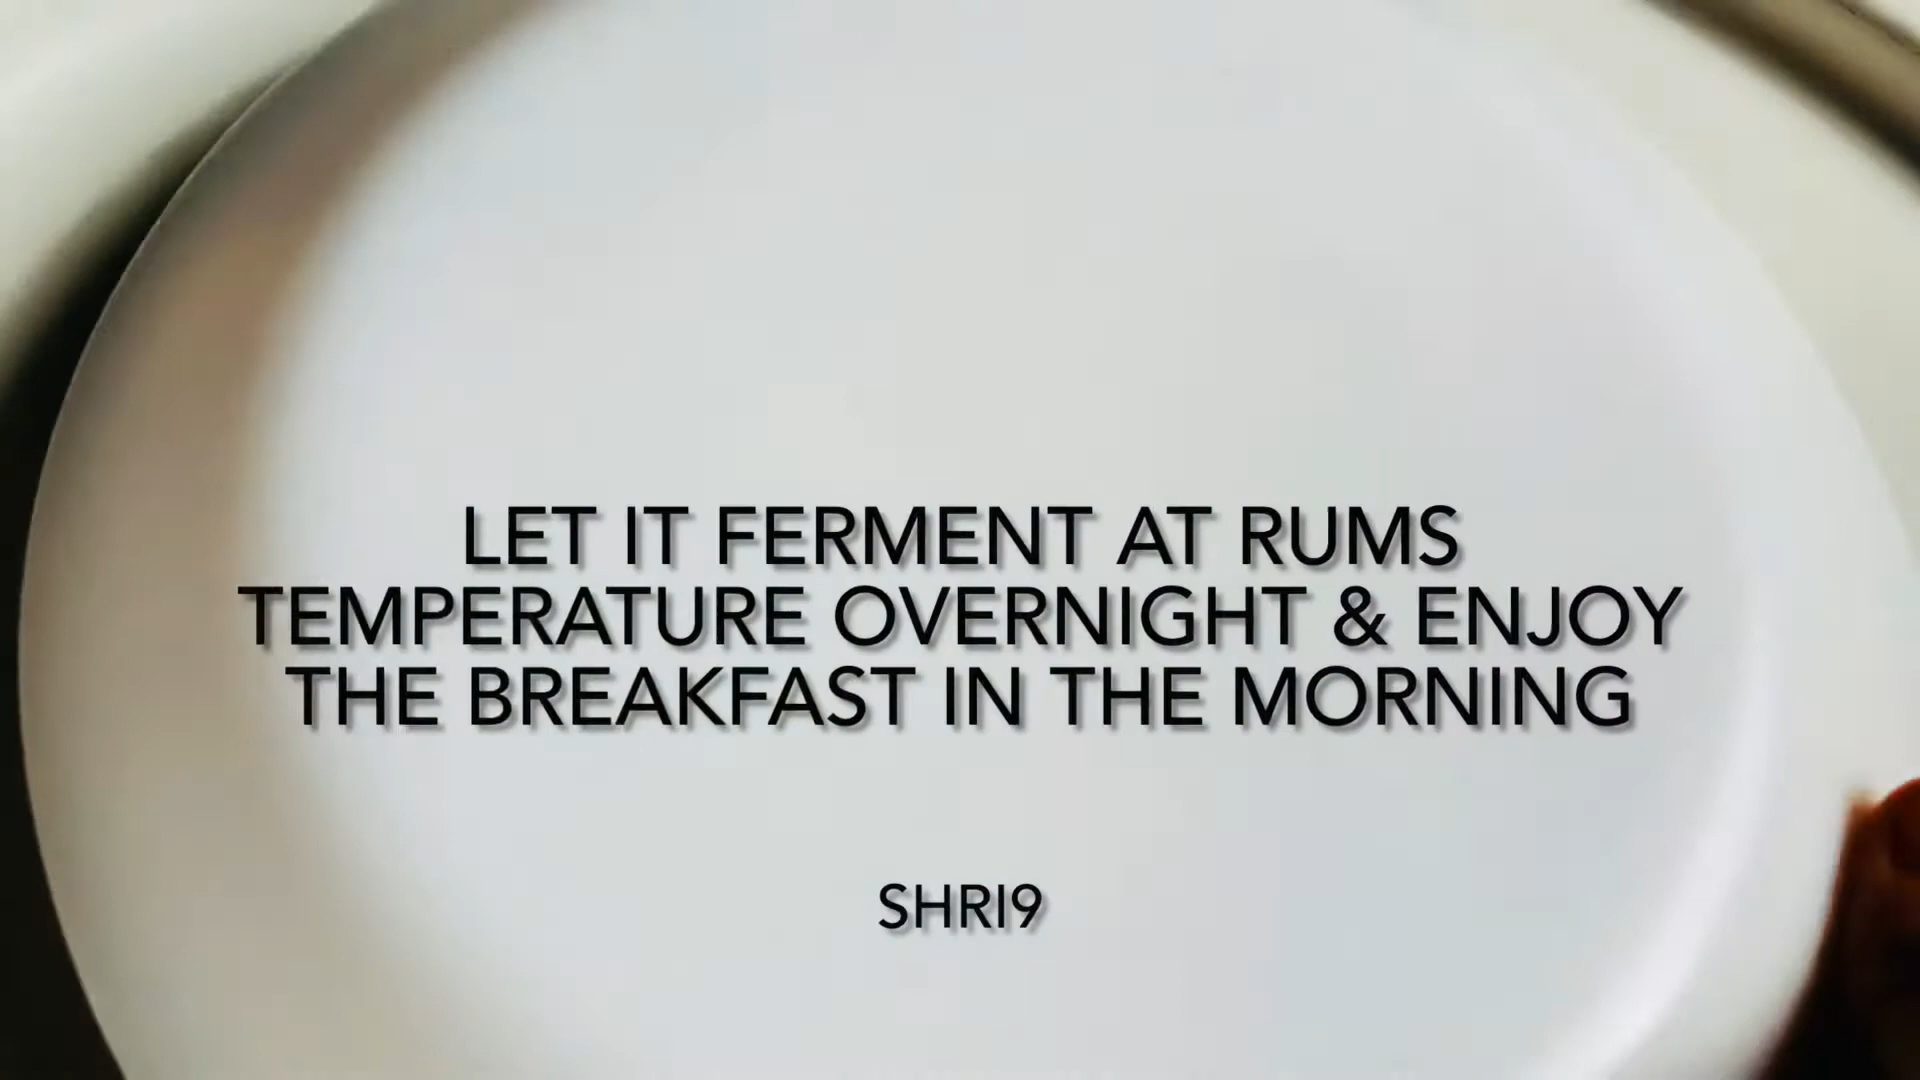 LET IT FERMENT AT RUMS
TEMPERATURE OVERNIGHT & ENJOY
THE BREAKFAST IN THE MORNING
SHRI9